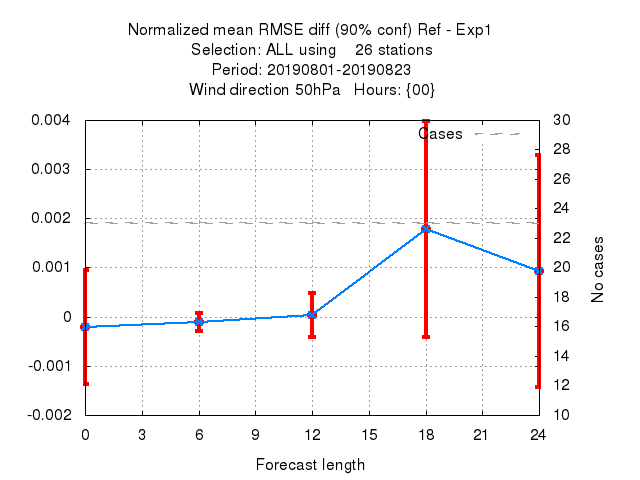 Normalized mean RMSE diff (90% conf) Ref - Exp1
Selection: ALL using 26 stations
Period: 20190801-20190823
Wind direction 50hPa Hours: {00}
0.004
0.003
0.002
0.001
0
-0.001
-0.002
Cases
30
28
26
24
22
20
18
16
14
12
10
No cases
0 3 6 9 12 15 18 21 24
Forecast length